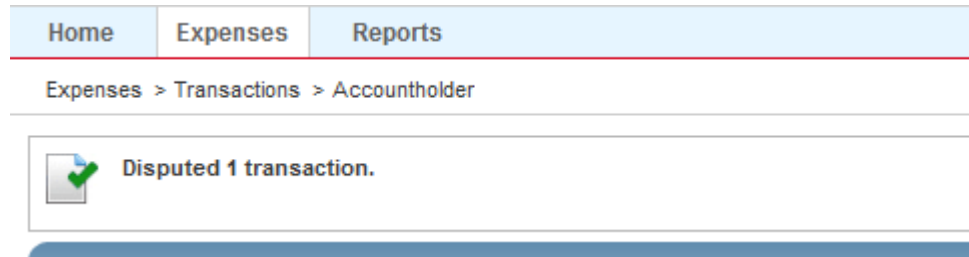 Home Expenses Reports
Expenses > Transactions > Accountholder
Disputed 1 transaction.